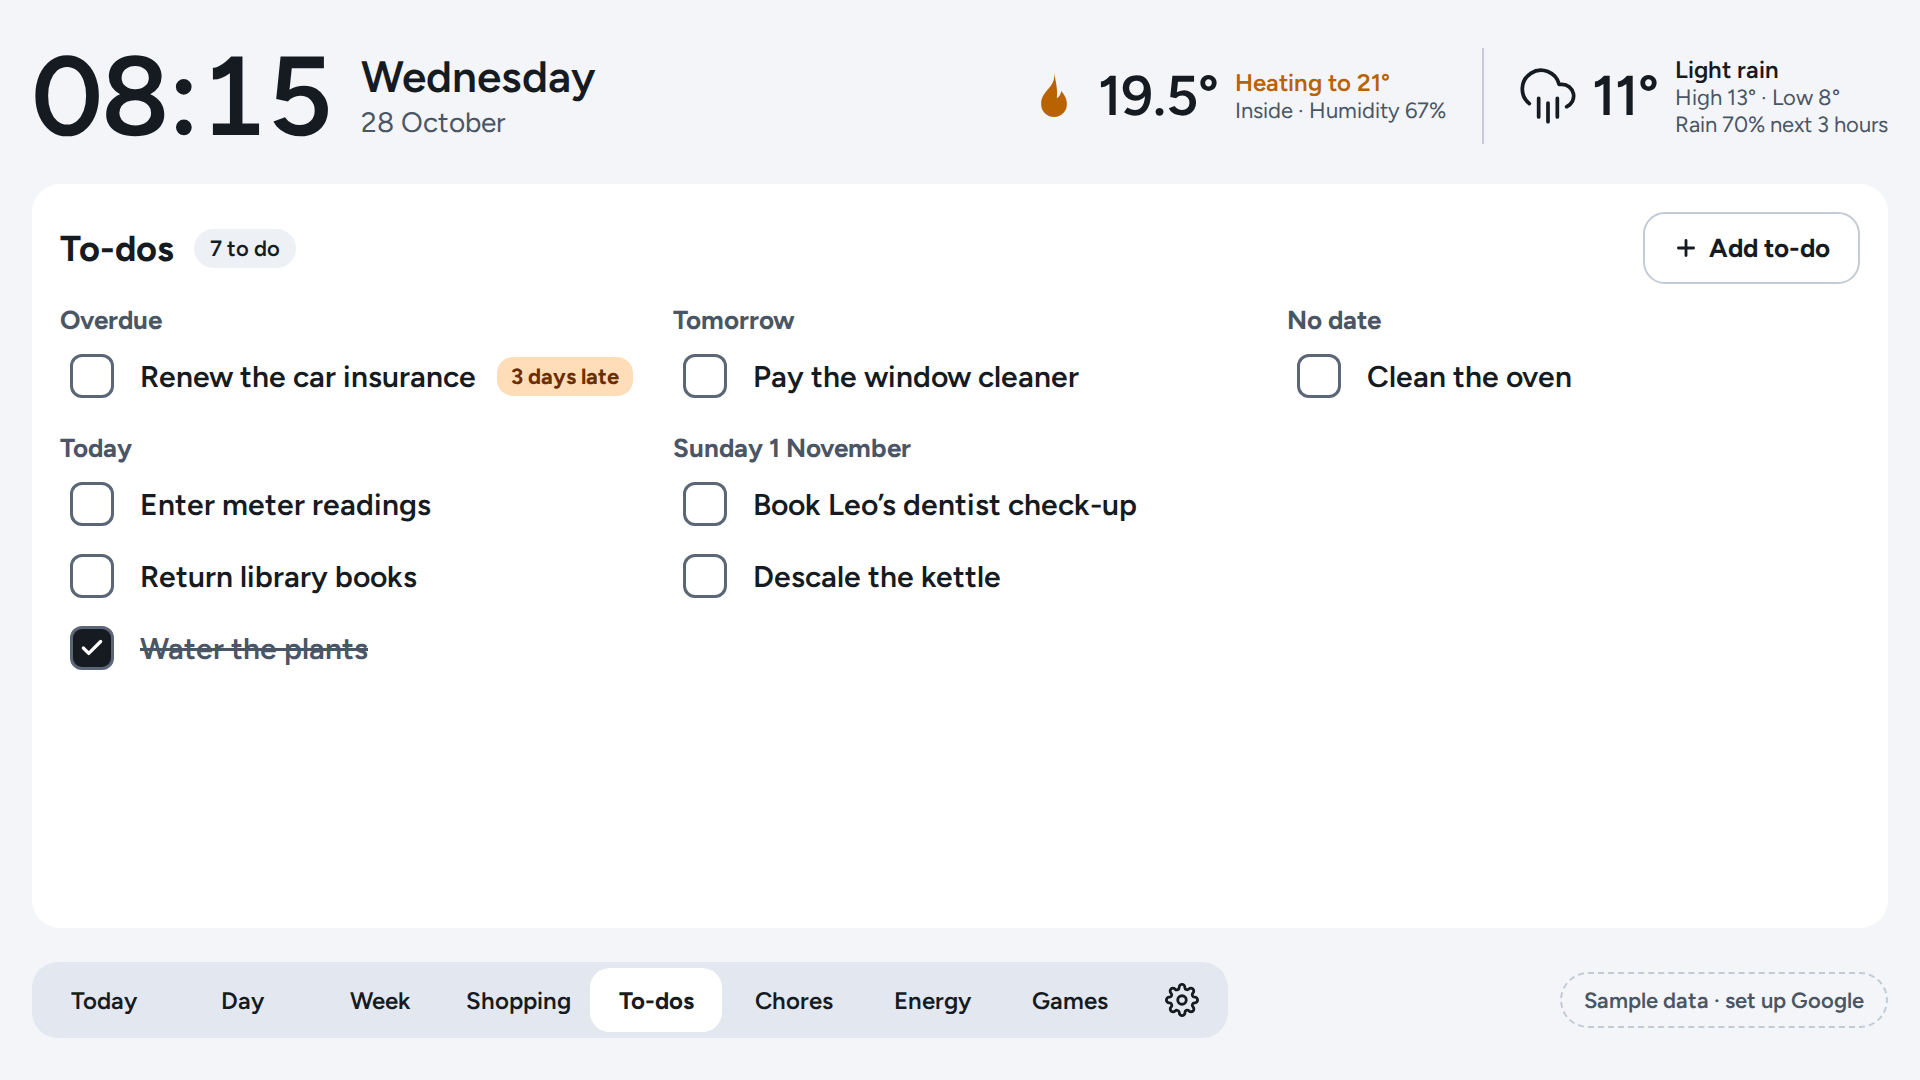 08:15
Wednesday
28 October
19.5°
Heating to 21°
Inside · Humidity 67%
11°
Light rain
High 13° · Low 8°
Rain 70% next 3 hours
To-dos
7 to do
+ Add to-do
Overdue
Renew the car insurance
3 days late
Today
Enter meter readings
Return library books
Water the plants
Tomorrow
Pay the window cleaner
Sunday 1 November
Book Leo’s dentist check-up
Descale the kettle
No date
Clean the oven
Today
Day
Week
Shopping
To-dos
Chores
Energy
Games
Sample data · set up Google